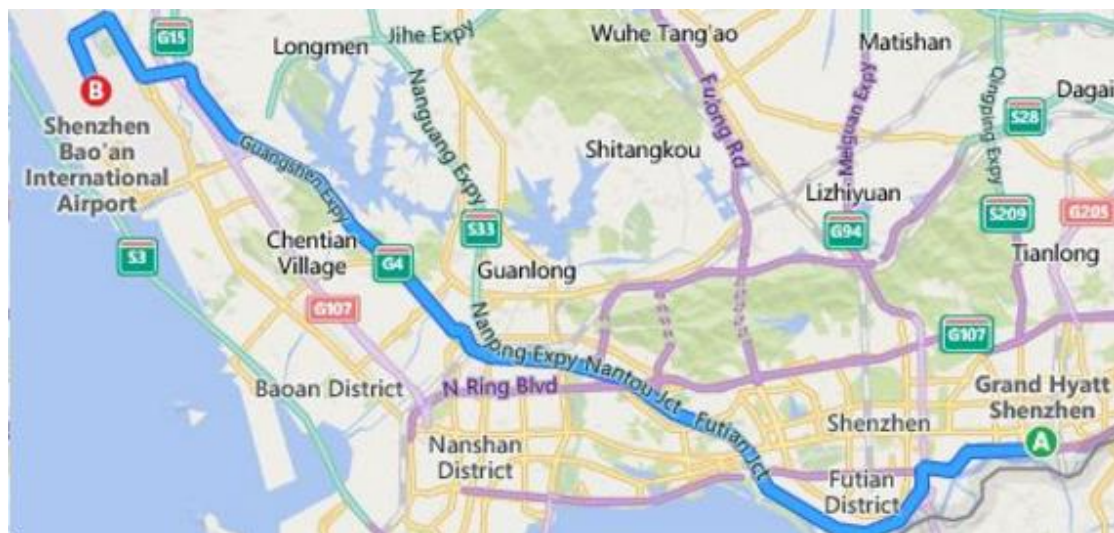 G15
Longmen
Jihe Expy
Wuhe Tang'ao
Matishan
B
Shenzhen
Bao'an
International
Airport
Nanguang Expy
Fulong Rd
Meiguan Expy
Qingping Expy
Dagai
S28
Guangshen Expy
Shitangkou
Lizhiyuan
S209
G205
S3
Chentian
Village
G4
S33
Guanlong
G94
Tianlong
G107
Nanping Expy
Nantou Jct
G107
Baoan District
N Ring Blvd
Futian Jct
Grand Hyatt
Shenzhen
A
Nanshan
District
Shenzhen
Futian
District